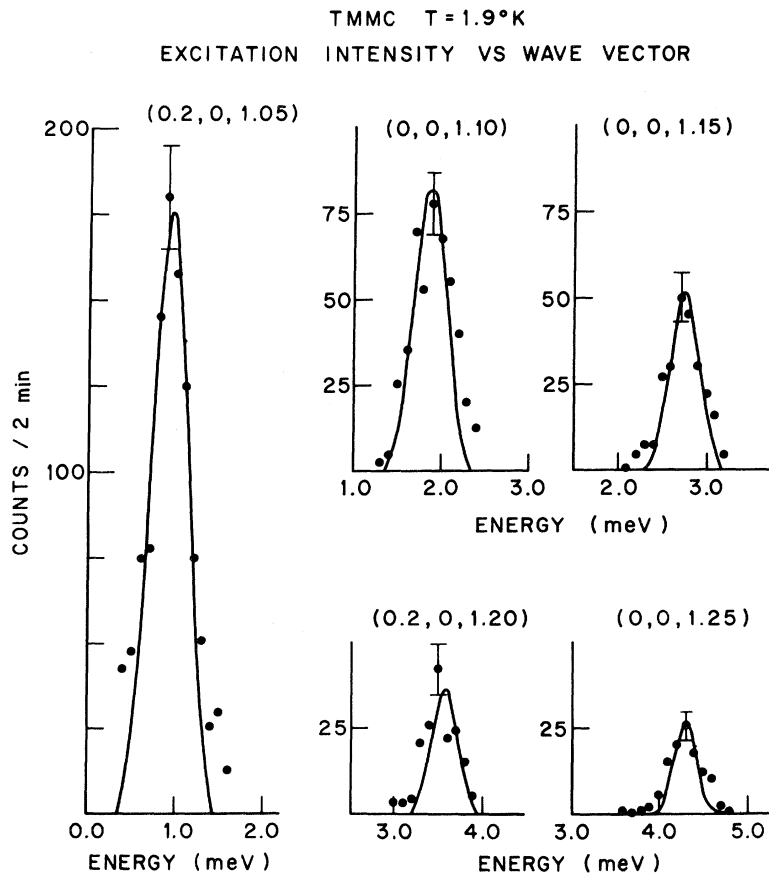 TMMC T=1.9°K
EXCITATION INTENSITY VS WAVE VECTOR
(0.2, 0, 1.05)
200
100
COUNTS / 2 min
0.0 1.0 2.0
ENERGY (meV)
(0, 0, 1.10)
75
50
25
1.0 2.0 3.0
(0, 0, 1.15)
75
50
25
2.0 3.0
ENERGY (meV)
(0.2, 0, 1.20)
25
3.0 4.0
(0, 0, 1.25)
25
3.0 4.0 5.0
ENERGY (meV)